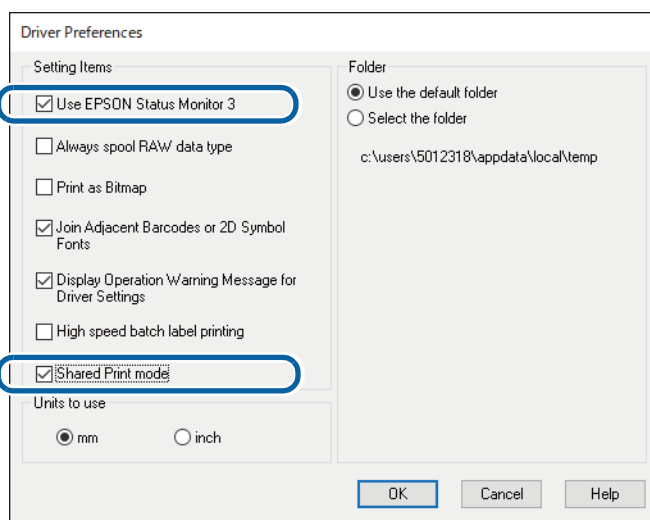 Driver Preferences
Setting Items
Use EPSON Status Monitor 3
Always spool RAW data type
Print as Bitmap
Join Adjacent Barcodes or 2D Symbol
Fonts
Display Operation Warning Message for
Driver Settings
High speed batch label printing
Shared Print mode
Units to use
mm
inch
Folder
Use the default folder
Select the folder
c:\users\5012318\appdata\local\temp
OK
Cancel
Help